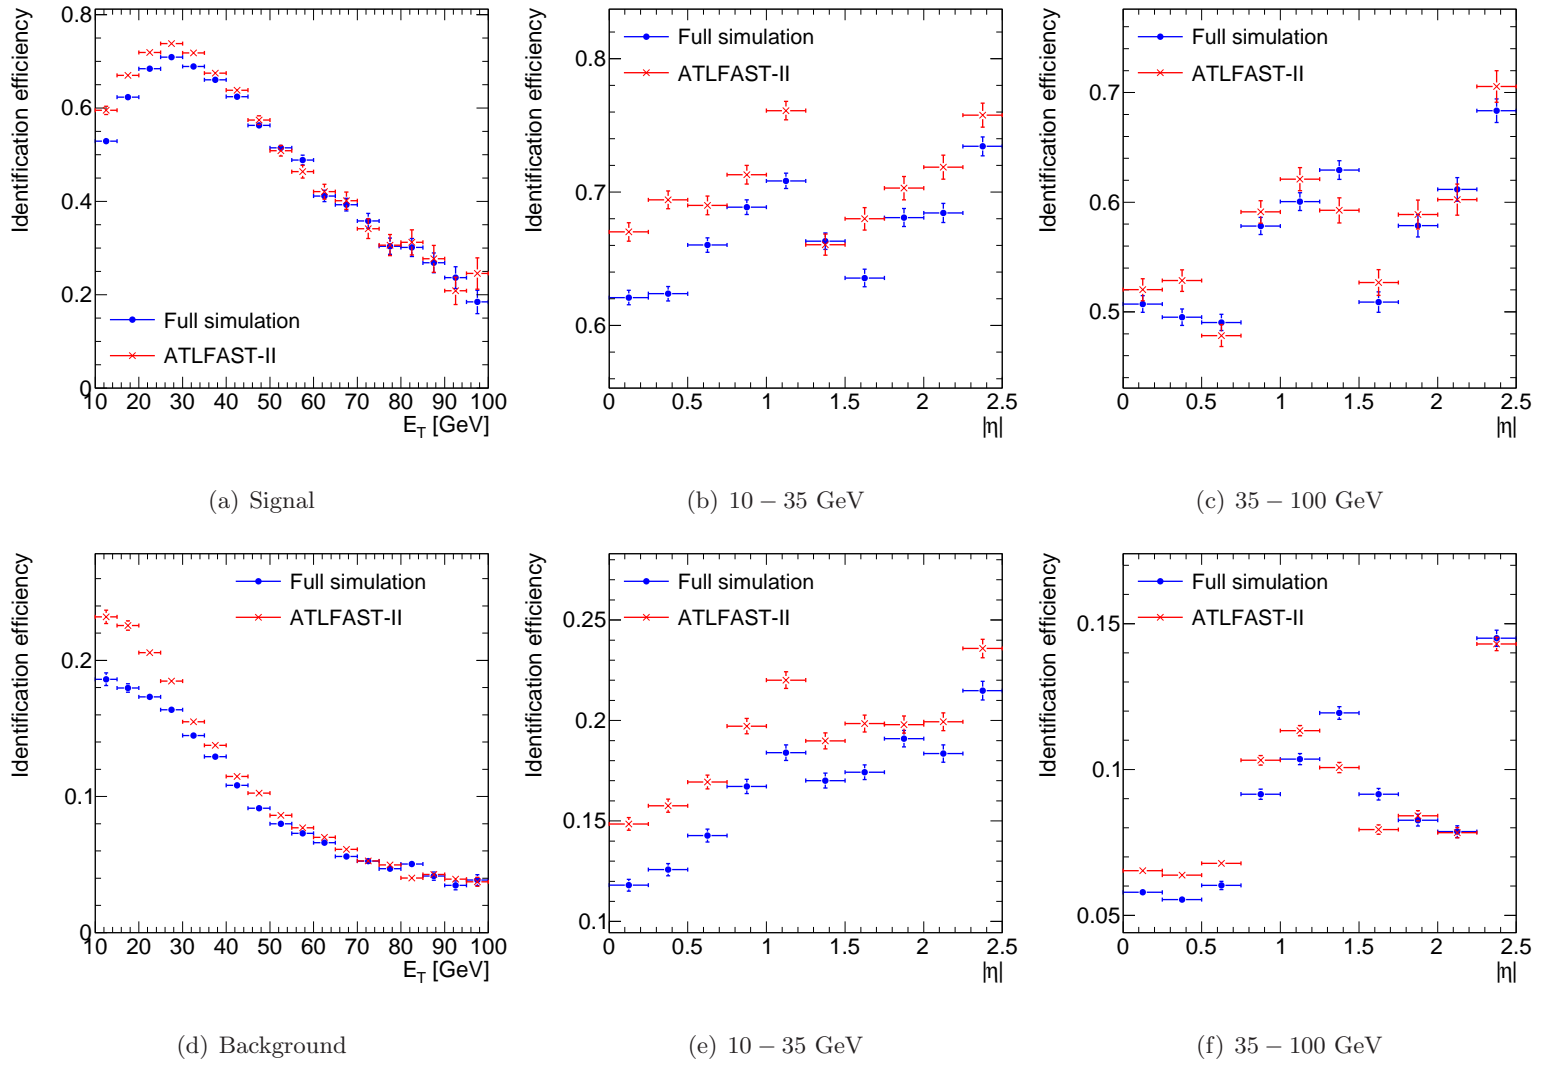 Identification efficiency
0.8
0.6
0.4
0.2
0
Full simulation
ATLFAST-II
10 20 30 40 50 60 70 80 90 100
E_T [GeV]
(a) Signal
Identification efficiency
Full simulation
ATLFAST-II
0.8
0.7
0.6
0 0.5 1 1.5 2 2.5
|η|
(b) 10 – 35 GeV
Identification efficiency
Full simulation
ATLFAST-II
0.7
0.6
0.5
0 0.5 1 1.5 2 2.5
|η|
(c) 35 – 100 GeV
Identification efficiency
Full simulation
ATLFAST-II
0.2
0.1
0
10 20 30 40 50 60 70 80 90 100
E_T [GeV]
(d) Background
Identification efficiency
Full simulation
ATLFAST-II
0.25
0.2
0.15
0.1
0 0.5 1 1.5 2 2.5
|η|
(e) 10 – 35 GeV
Identification efficiency
Full simulation
ATLFAST-II
0.15
0.1
0.05
0 0.5 1 1.5 2 2.5
|η|
(f) 35 – 100 GeV